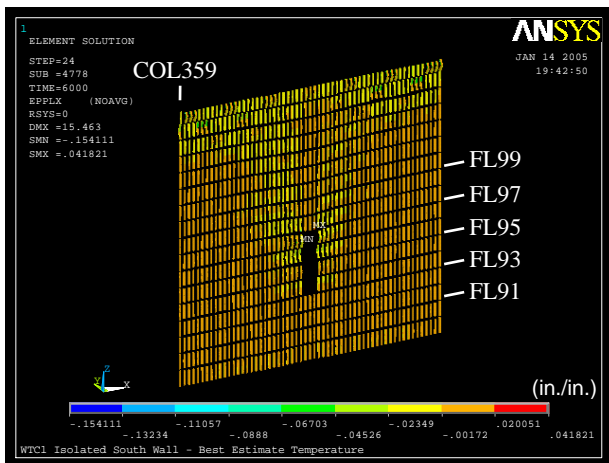 1
ANSYS
ELEMENT SOLUTION
JAN 14 2005
19:42:50
STEP=24
SUB =4778
TIME=6000
EPPLX (NOAVG)
RSYS=0
DMX =15.463
SMN =-.154111
SMX =.041821
COL359
FL99
FL97
FL95
FL93
FL91
MX
MN
Z
Y
X
(in./in.)
-.154111 -.11057 -.06703 -.02349 .020051
-.13234 -.0888 -.04526 -.00172 .041821
WTC1 Isolated South Wall - Best Estimate Temperature